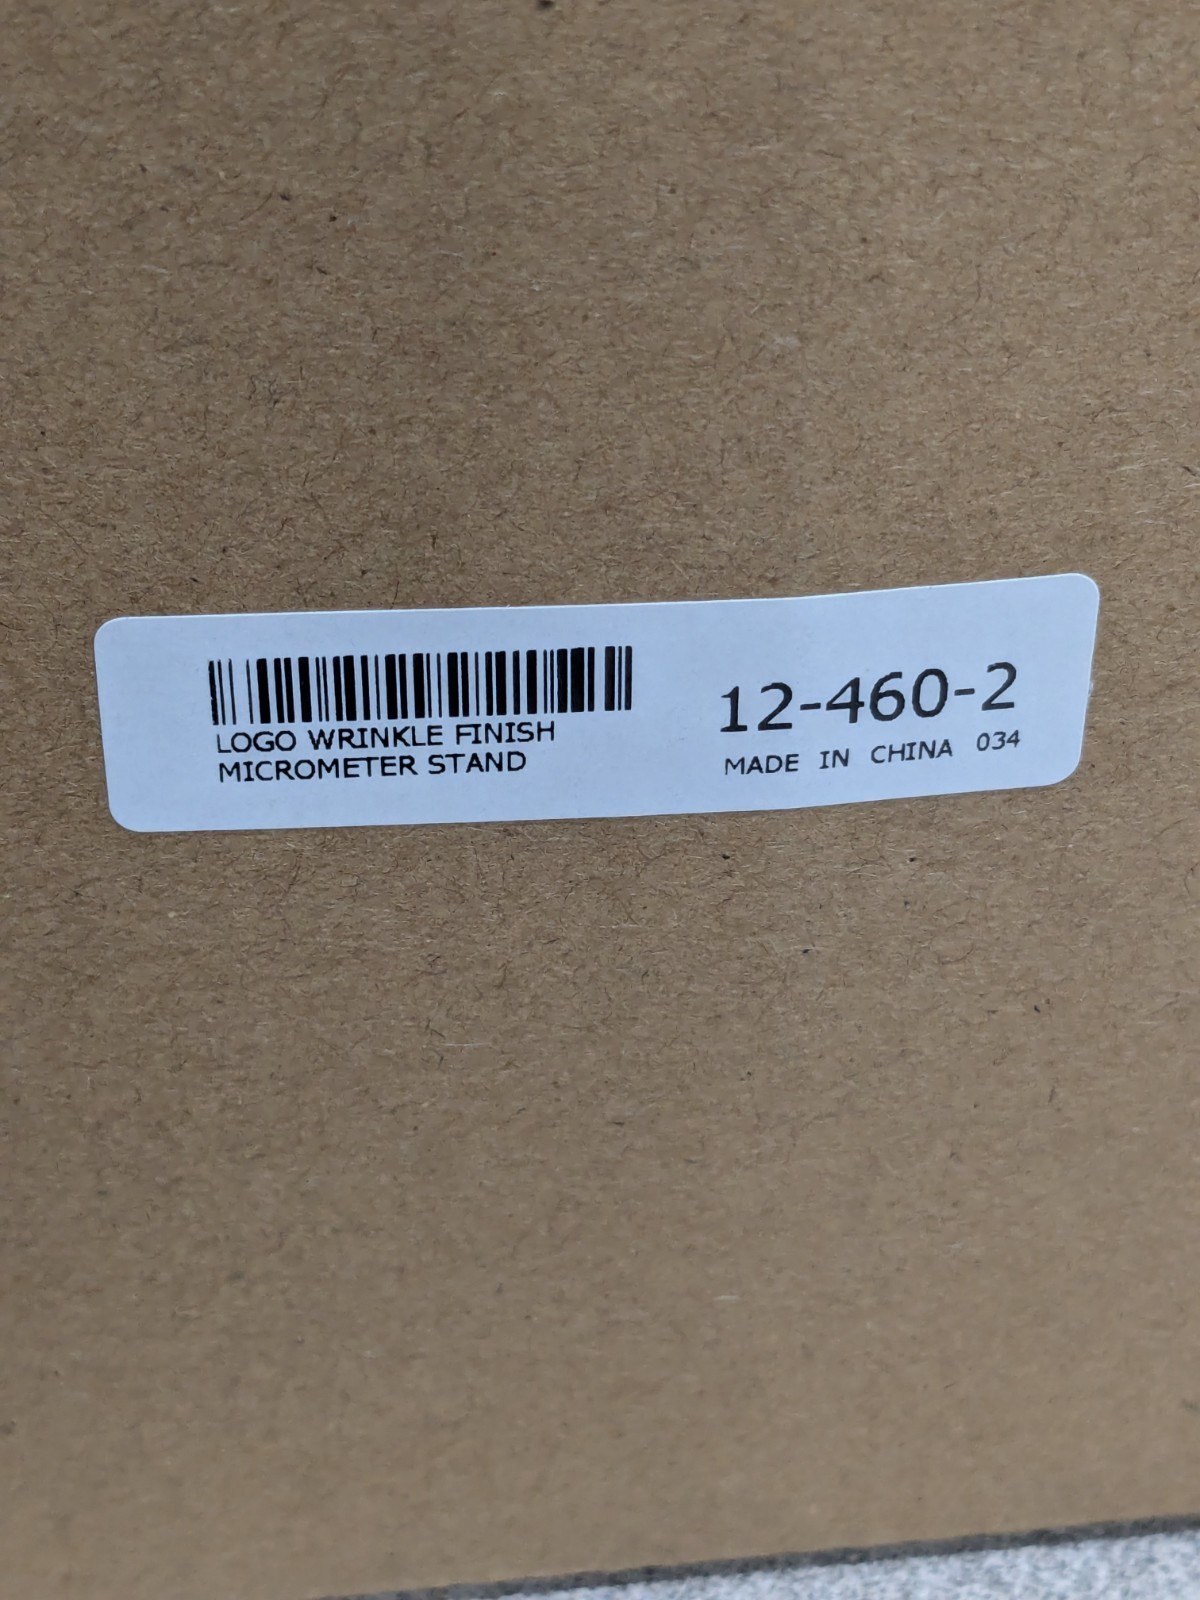 LOGO WRINKLE FINISH
MICROMETER STAND
12-460-2
MADE IN CHINA 034